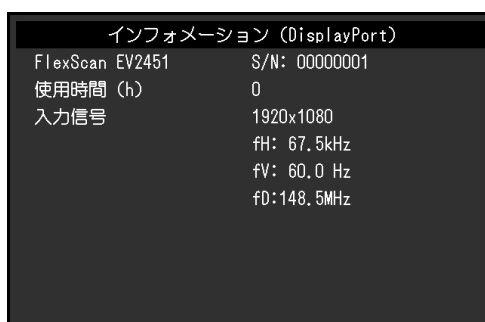 インフォメーション (DisplayPort)
FlexScan EV2451 S/N: 00000001
使用時間 (h) 0
入力信号 1920x1080
fH: 67.5kHz
fV: 60.0 Hz
fD:148.5MHz